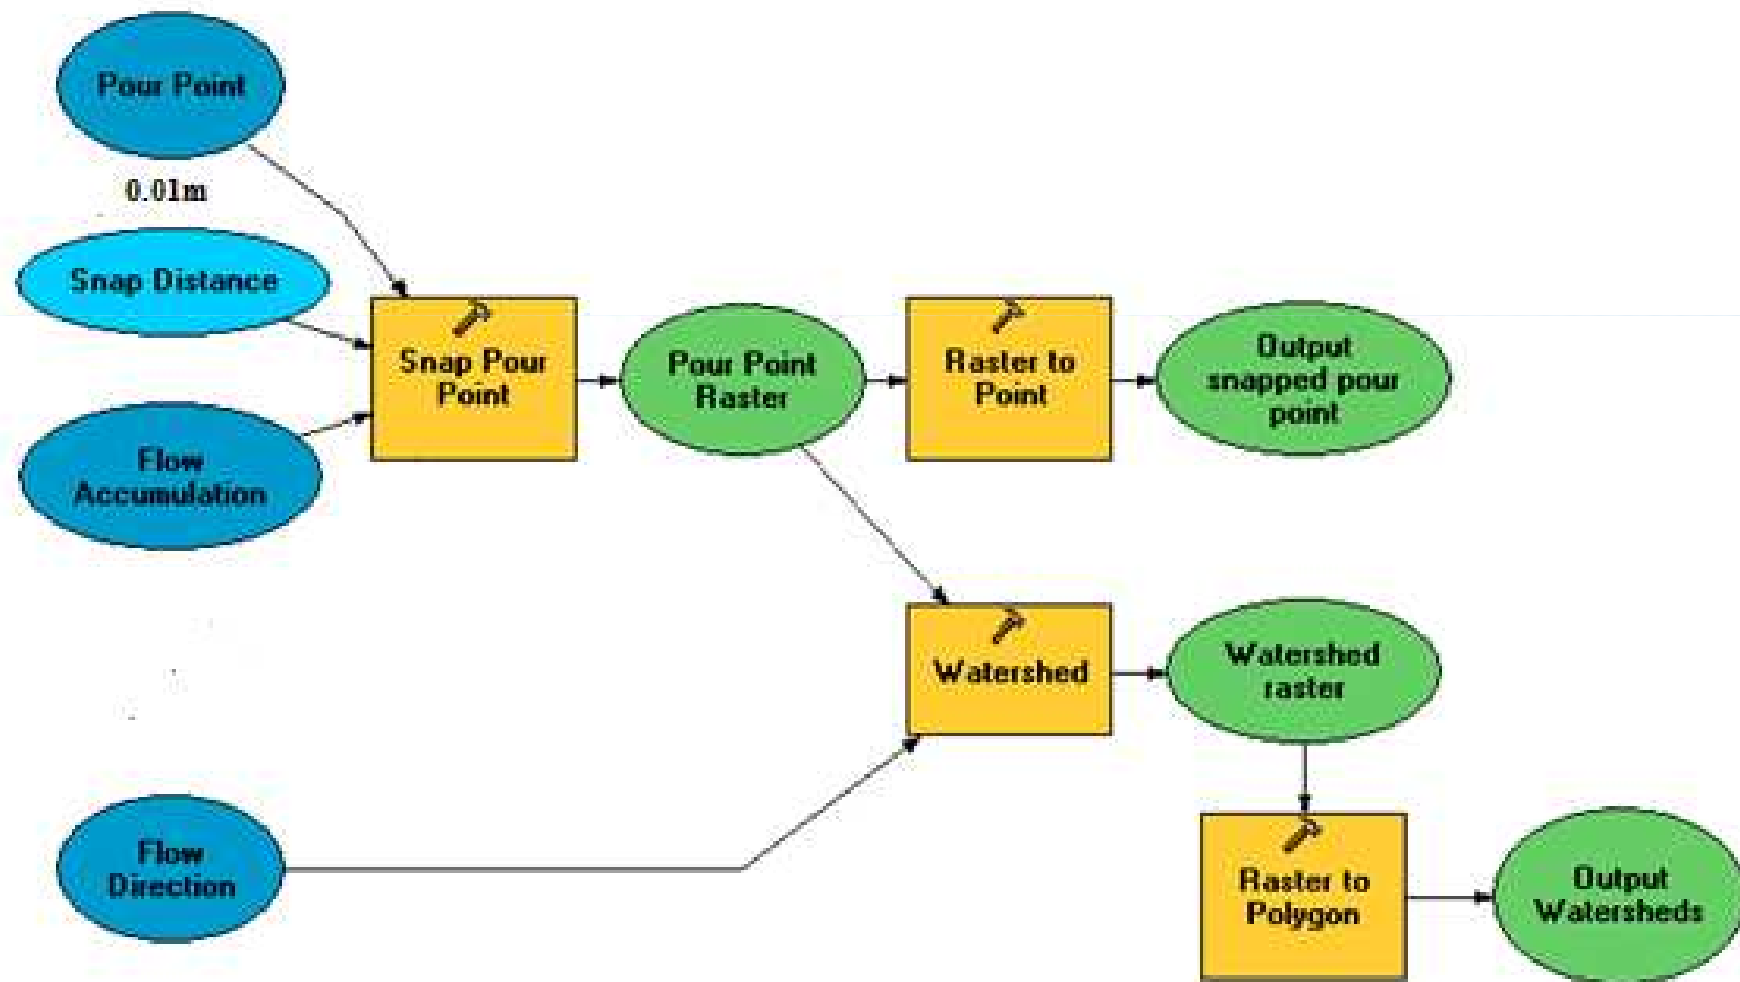 Pour Point
0.01m
Snap Distance
Flow
Accumulation
Snap Pour
Point
Pour Point
Raster
Raster to
Point
Output
snapped pour
point
Watershed
Watershed
raster
Flow
Direction
Raster to
Polygon
Output
Watersheds